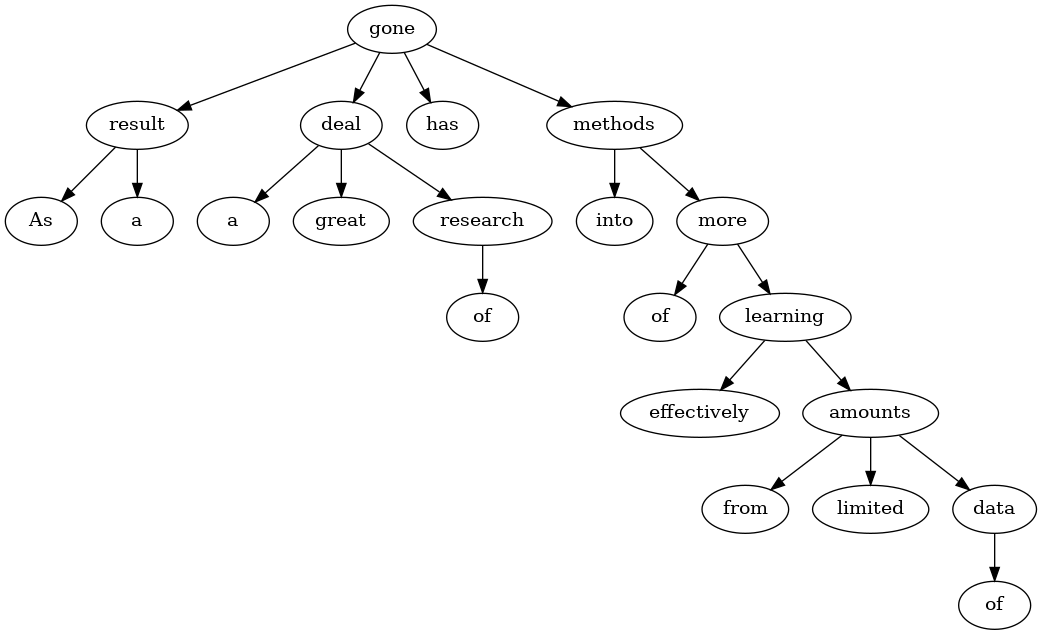 gone
result deal has methods
As a a great research into more
of of learning
effectively amounts
from limited data
of